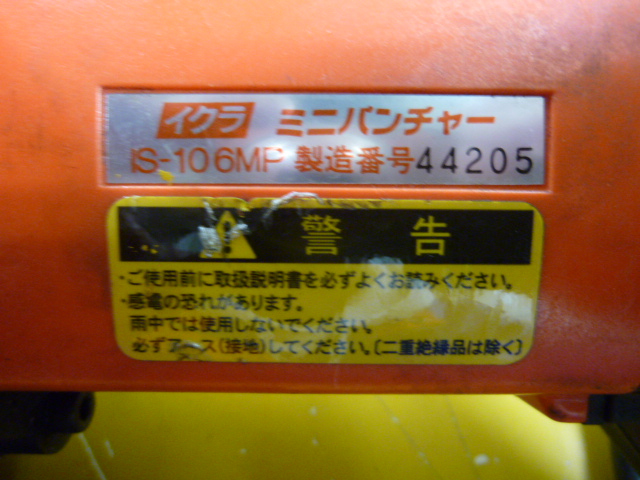 イクラ ミニパンチャー
IS-106MP 製造番号44205
警告
・ご使用前に取扱説明書を必ずよくお読みください。
・感電の恐れがあります。
雨中では使用しないでください。
必ずアース(接地)してください。〔二重絶縁品は除く〕